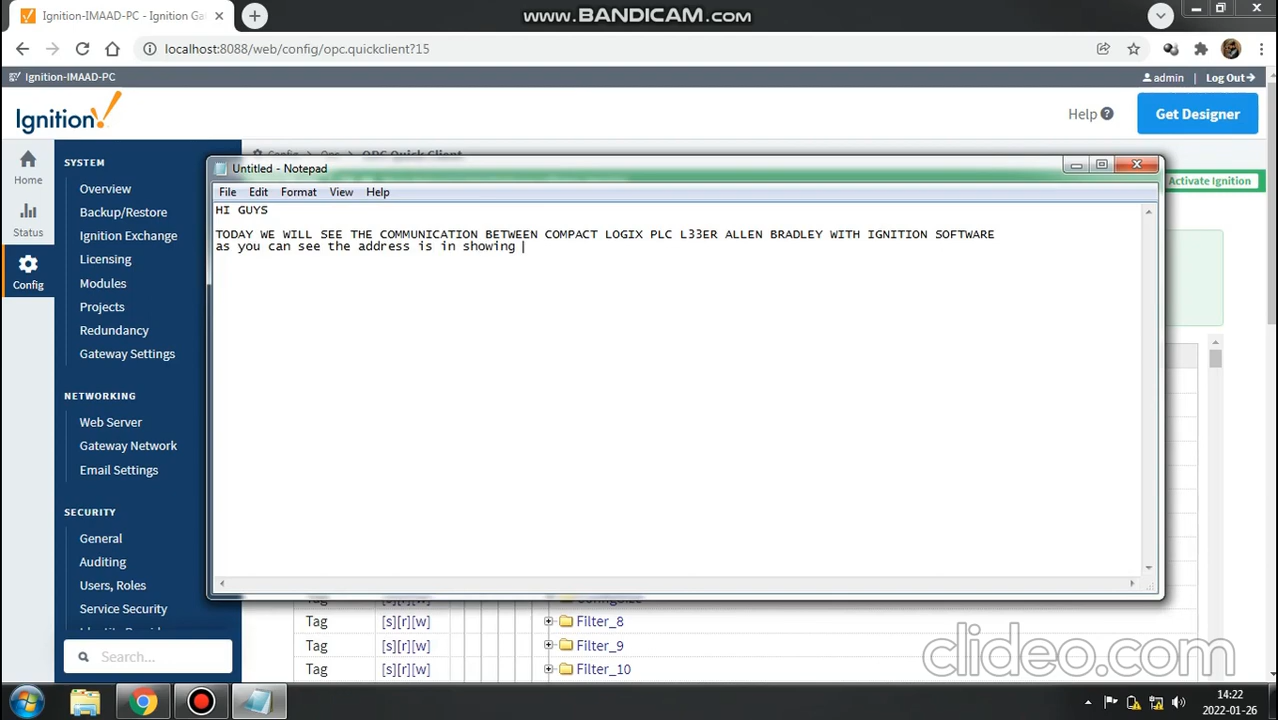 Ignition-IMAAD-PC - Ignition Ga
www.BANDICAM.com
localhost:8088/web/config/opc.quickclient?15
Ignition-IMAAD-PC
admin | Log Out
Ignition!
Help ?
Get Designer
Home
Status
Config
SYSTEM
Overview
Backup/Restore
Ignition Exchange
Licensing
Modules
Projects
Redundancy
Gateway Settings
NETWORKING
Web Server
Gateway Network
Email Settings
SECURITY
General
Auditing
Users, Roles
Service Security
Search...
OPC Quick Client
Activate Ignition
Untitled - Notepad
File Edit Format View Help
HI GUYS
TODAY WE WILL SEE THE COMMUNICATION BETWEEN COMPACT LOGIX PLC L33ER ALLEN BRADLEY WITH IGNITION SOFTWARE
as you can see the address is in showing
Tag [s][r][w]
Tag [s][r][w] Filter_8
Tag [s][r][w] Filter_9
Tag [s][r][w] Filter_10
clideo.com
14:22
2022-01-26